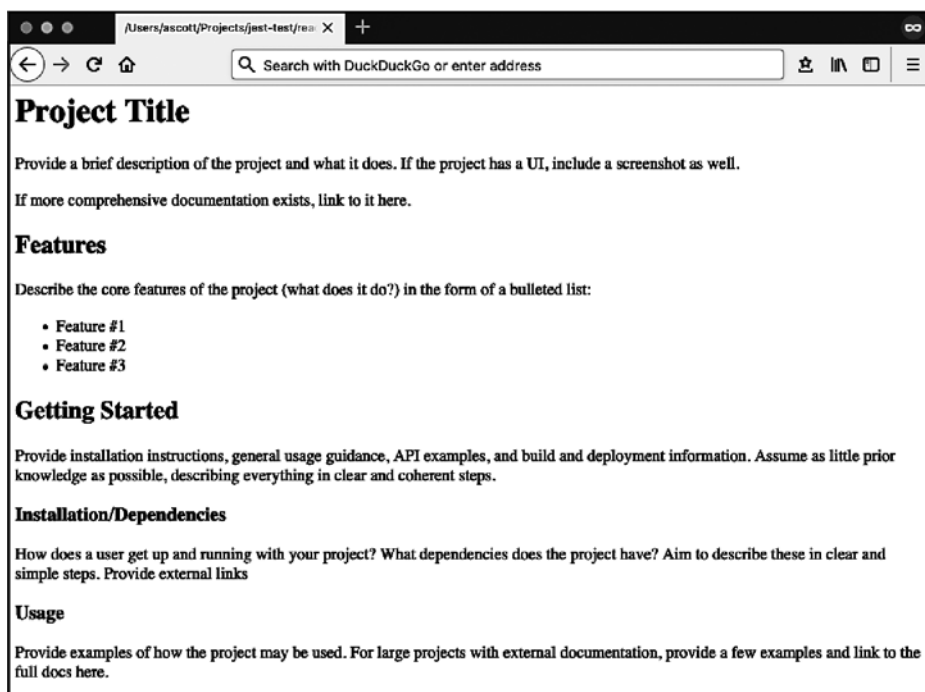 /Users/ascott/Projects/jest-test/rea
Search with DuckDuckGo or enter address
Project Title
Provide a brief description of the project and what it does. If the project has a UI, include a screenshot as well.
If more comprehensive documentation exists, link to it here.
Features
Describe the core features of the project (what does it do?) in the form of a bulleted list:
• Feature #1
• Feature #2
• Feature #3
Getting Started
Provide installation instructions, general usage guidance, API examples, and build and deployment information. Assume as little prior
knowledge as possible, describing everything in clear and coherent steps.
Installation/Dependencies
How does a user get up and running with your project? What dependencies does the project have? Aim to describe these in clear and
simple steps. Provide external links
Usage
Provide examples of how the project may be used. For large projects with external documentation, provide a few examples and link to the
full docs here.